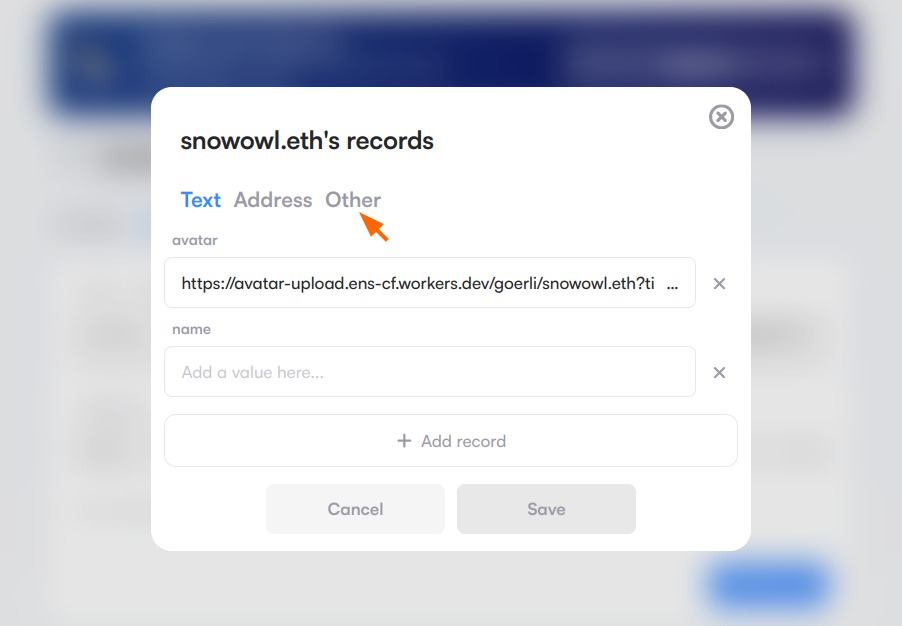 snowowl.eth's records
Text Address Other
avatar
https://avatar-upload.ens-cf.workers.dev/goerli/snowowl.eth?ti ...
name
Add a value here...
+ Add record
Cancel Save